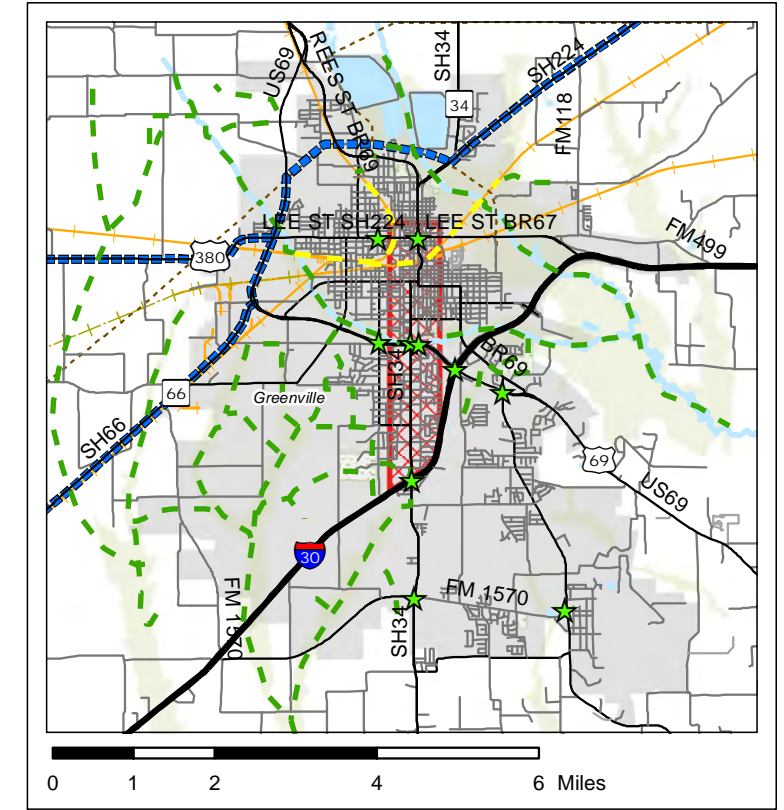 US69
REES ST BR69
SH34
SH224
34
FM118
LEE ST SH224
LEE ST BR67
380
FM499
SH34
BR69
66
Greenville
SH66
69
US69
30
FM 1570
FM 1570
SH34
0 1 2 4 6 Miles